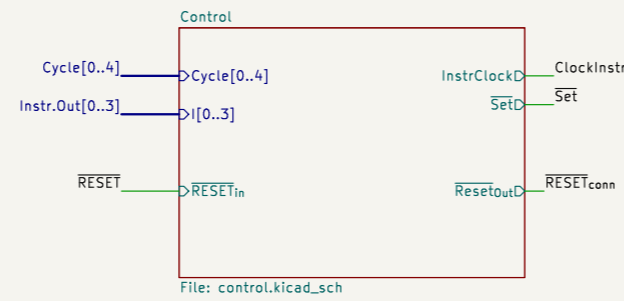 Control
Cycle[0..4] Cycle[0..4] InstrClock ClockInstr
Instr.Out[0..3] I[0..3] Set Set
RESET RESETin ResetOut RESETconn
File: control.kicad_sch